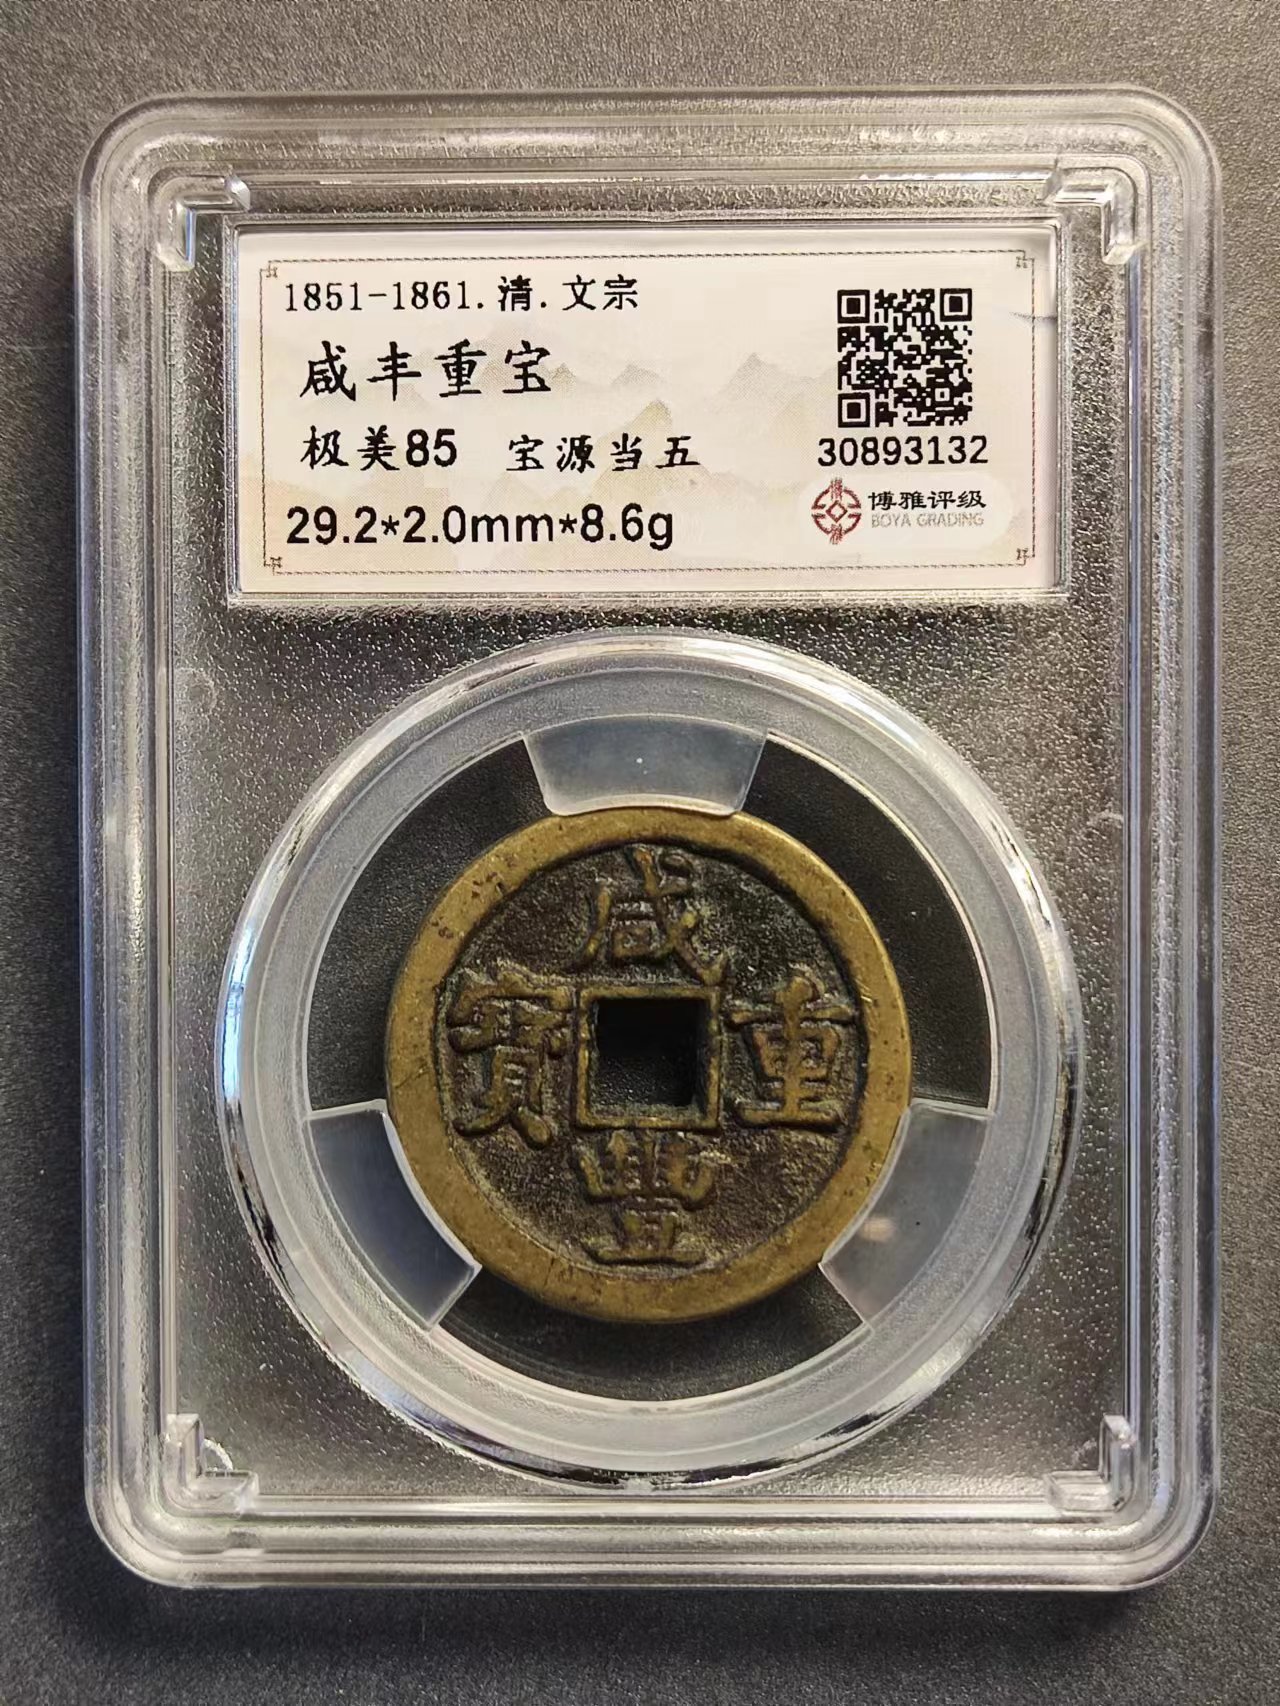 1851-1861.清.文宗
咸丰重宝
极美85 宝源当五
29.2*2.0mm*8.6g
30893132
博雅评级
BOYA GRADING
咸
寶 重
豐